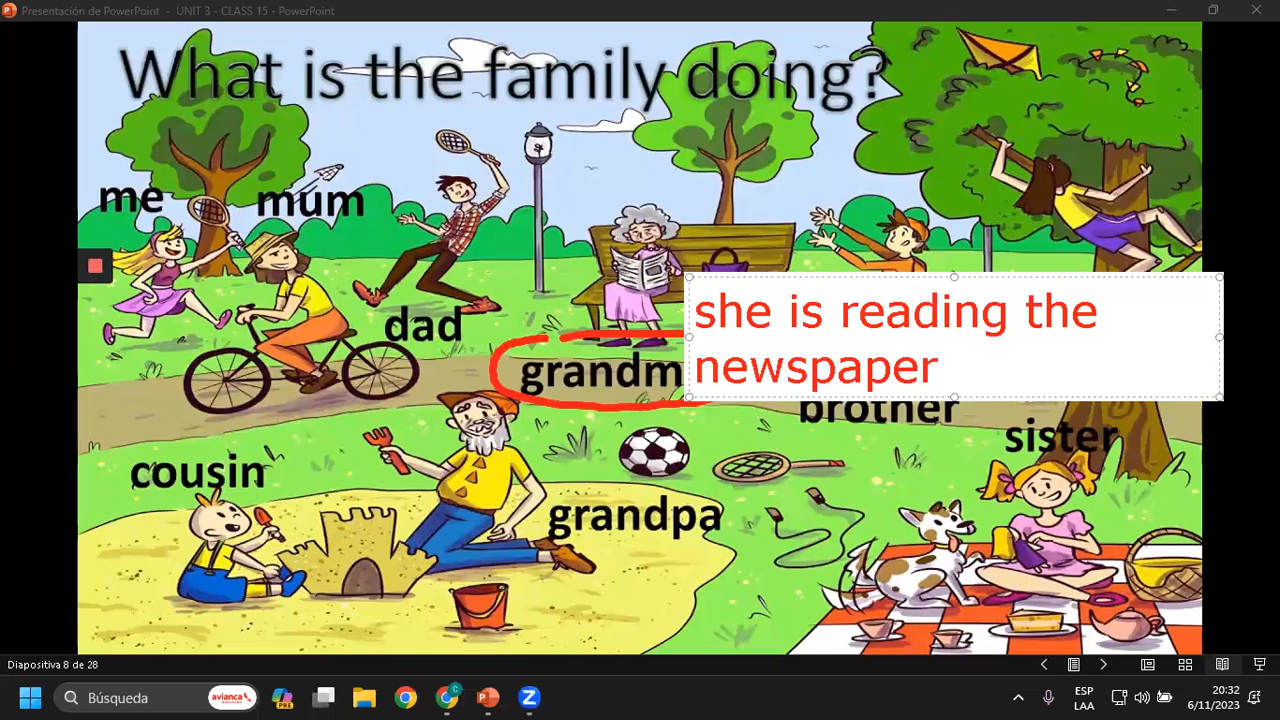 Presentación de PowerPoint - UNIT 3 - CLASS 15 - PowerPoint
What is the family doing?
me
mum
dad
she is reading the
newspaper
grandm
brother
sister
cousin
grandpa
Diapositiva 8 de 28
Búsqueda
avianca
PRE
C
ESP
LAA
20:32
6/11/2023